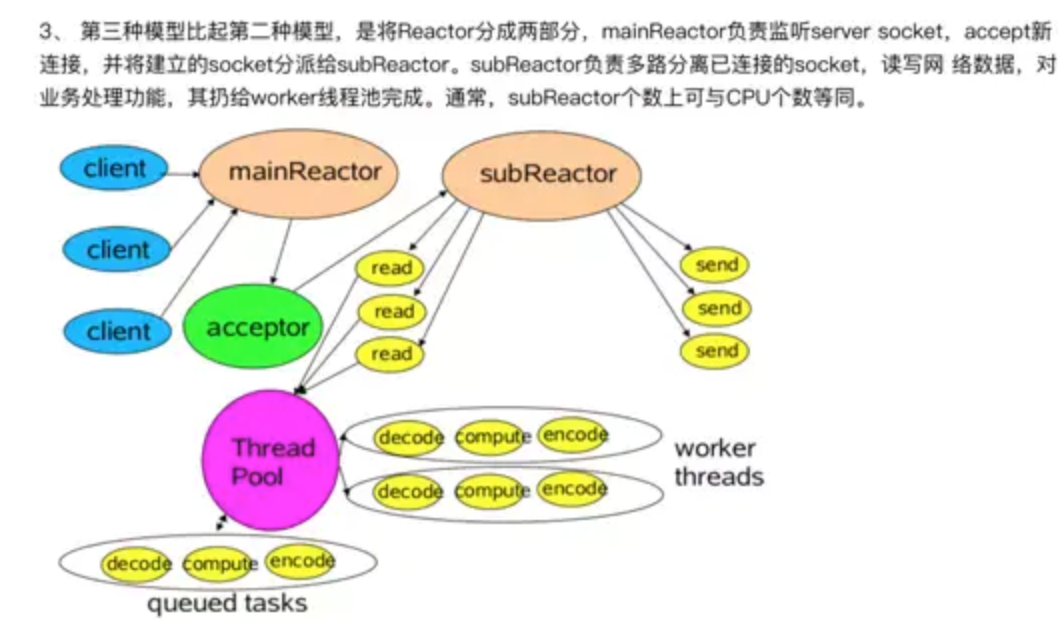 3、 第三种模型比起第二种模型，是将Reactor分成两部分，mainReactor负责监听server socket，accept新
连接，并将建立的socket分派给subReactor。subReactor负责多路分离已连接的socket，读写网 络数据，对
业务处理功能，其扔给worker线程池完成。通常，subReactor个数上可与CPU个数等同。
client
mainReactor
subReactor
client
read
send
read
send
client
acceptor
read
send
Thread
Pool
decode compute encode
worker
threads
decode compute encode
decode compute encode
queued tasks